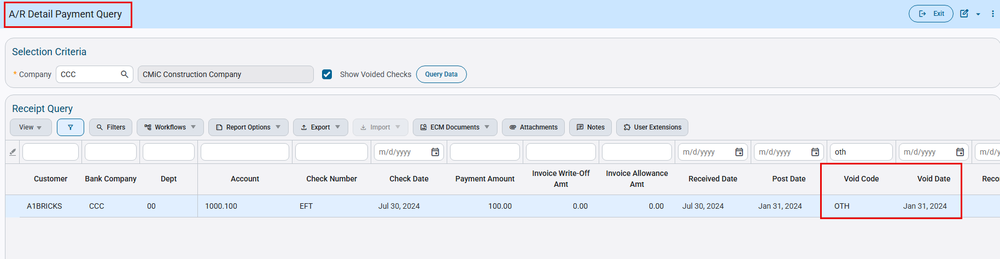 A/R Detail Payment Query
Exit
Selection Criteria
* Company CCC CMiC Construction Company Show Voided Checks Query Data
Receipt Query
View Filters Workflows Report Options Export Import ECM Documents Attachments Notes User Extensions
m/d/yyyy m/d/yyyy m/d/yyyy oth m/d/yyyy m/d/y
Customer Bank Company Dept Account Check Number Check Date Payment Amount Invoice Write-Off Amt Invoice Allowance Amt Received Date Post Date Void Code Void Date Recor
A1BRICKS CCC 00 1000.100 EFT Jul 30, 2024 100.00 0.00 0.00 Jul 30, 2024 Jan 31, 2024 OTH Jan 31, 2024